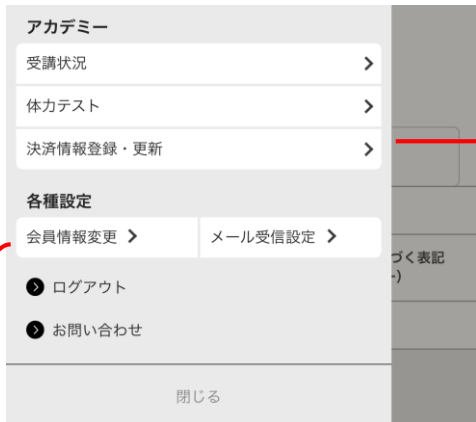 アカデミー
受講状況
体力テスト
決済情報登録・更新
各種設定
会員情報変更
メール受信設定
づく表記
-)
ログアウト
お問い合わせ
閉じる